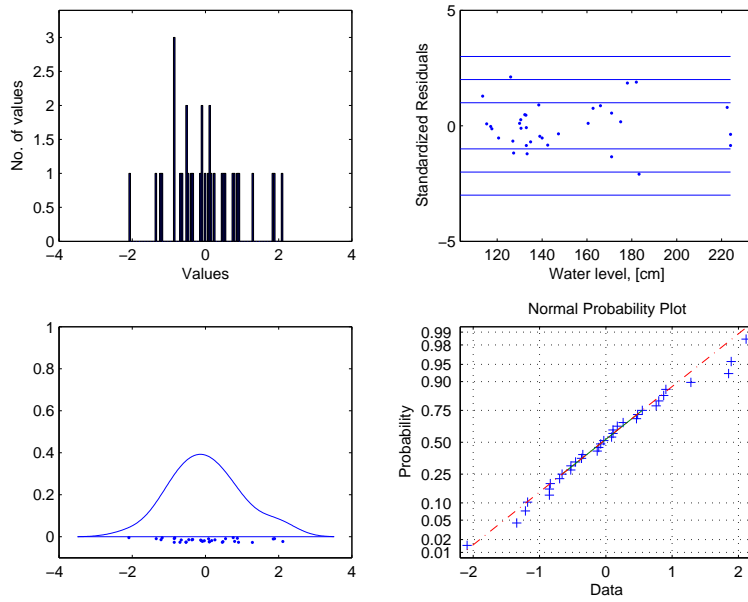 No. of values
3
2.5
2
1.5
1
0.5
0
−4 −2 0 2 4
Values
Standardized Residuals
5
0
−5
120 140 160 180 200 220
Water level, [cm]
1
0.8
0.6
0.4
0.2
0
−4 −2 0 2 4
Normal Probability Plot
Probability
0.99
0.98
0.95
0.90
0.75
0.50
0.25
0.10
0.05
0.02
0.01
−2 −1 0 1 2
Data